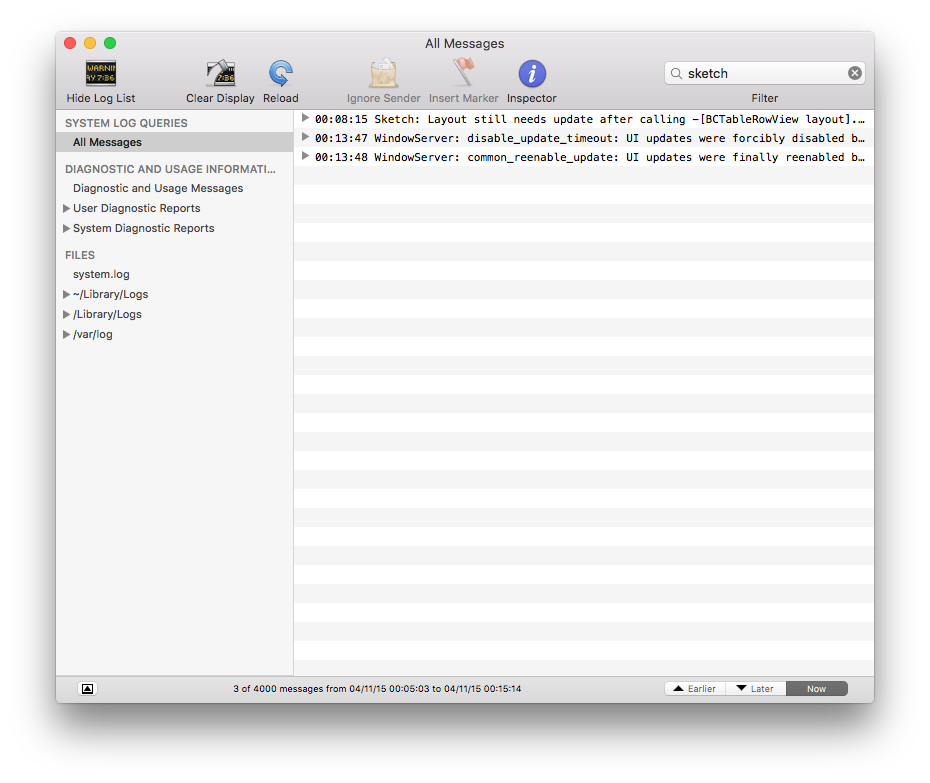 All Messages
WARNIN
AY 7:36
7:36
sketch
Hide Log List
Clear Display
Reload
Ignore Sender
Insert Marker
Inspector
Filter
SYSTEM LOG QUERIES
All Messages
DIAGNOSTIC AND USAGE INFORMATI...
Diagnostic and Usage Messages
User Diagnostic Reports
System Diagnostic Reports
FILES
system.log
~/Library/Logs
/Library/Logs
/var/log
00:08:15 Sketch: Layout still needs update after calling -[BCTableRowView layout]....
00:13:47 WindowServer: disable_update_timeout: UI updates were forcibly disabled b...
00:13:48 WindowServer: common_reenable_update: UI updates were finally reenabled b...
3 of 4000 messages from 04/11/15 00:05:03 to 04/11/15 00:15:14
Earlier
Later
Now